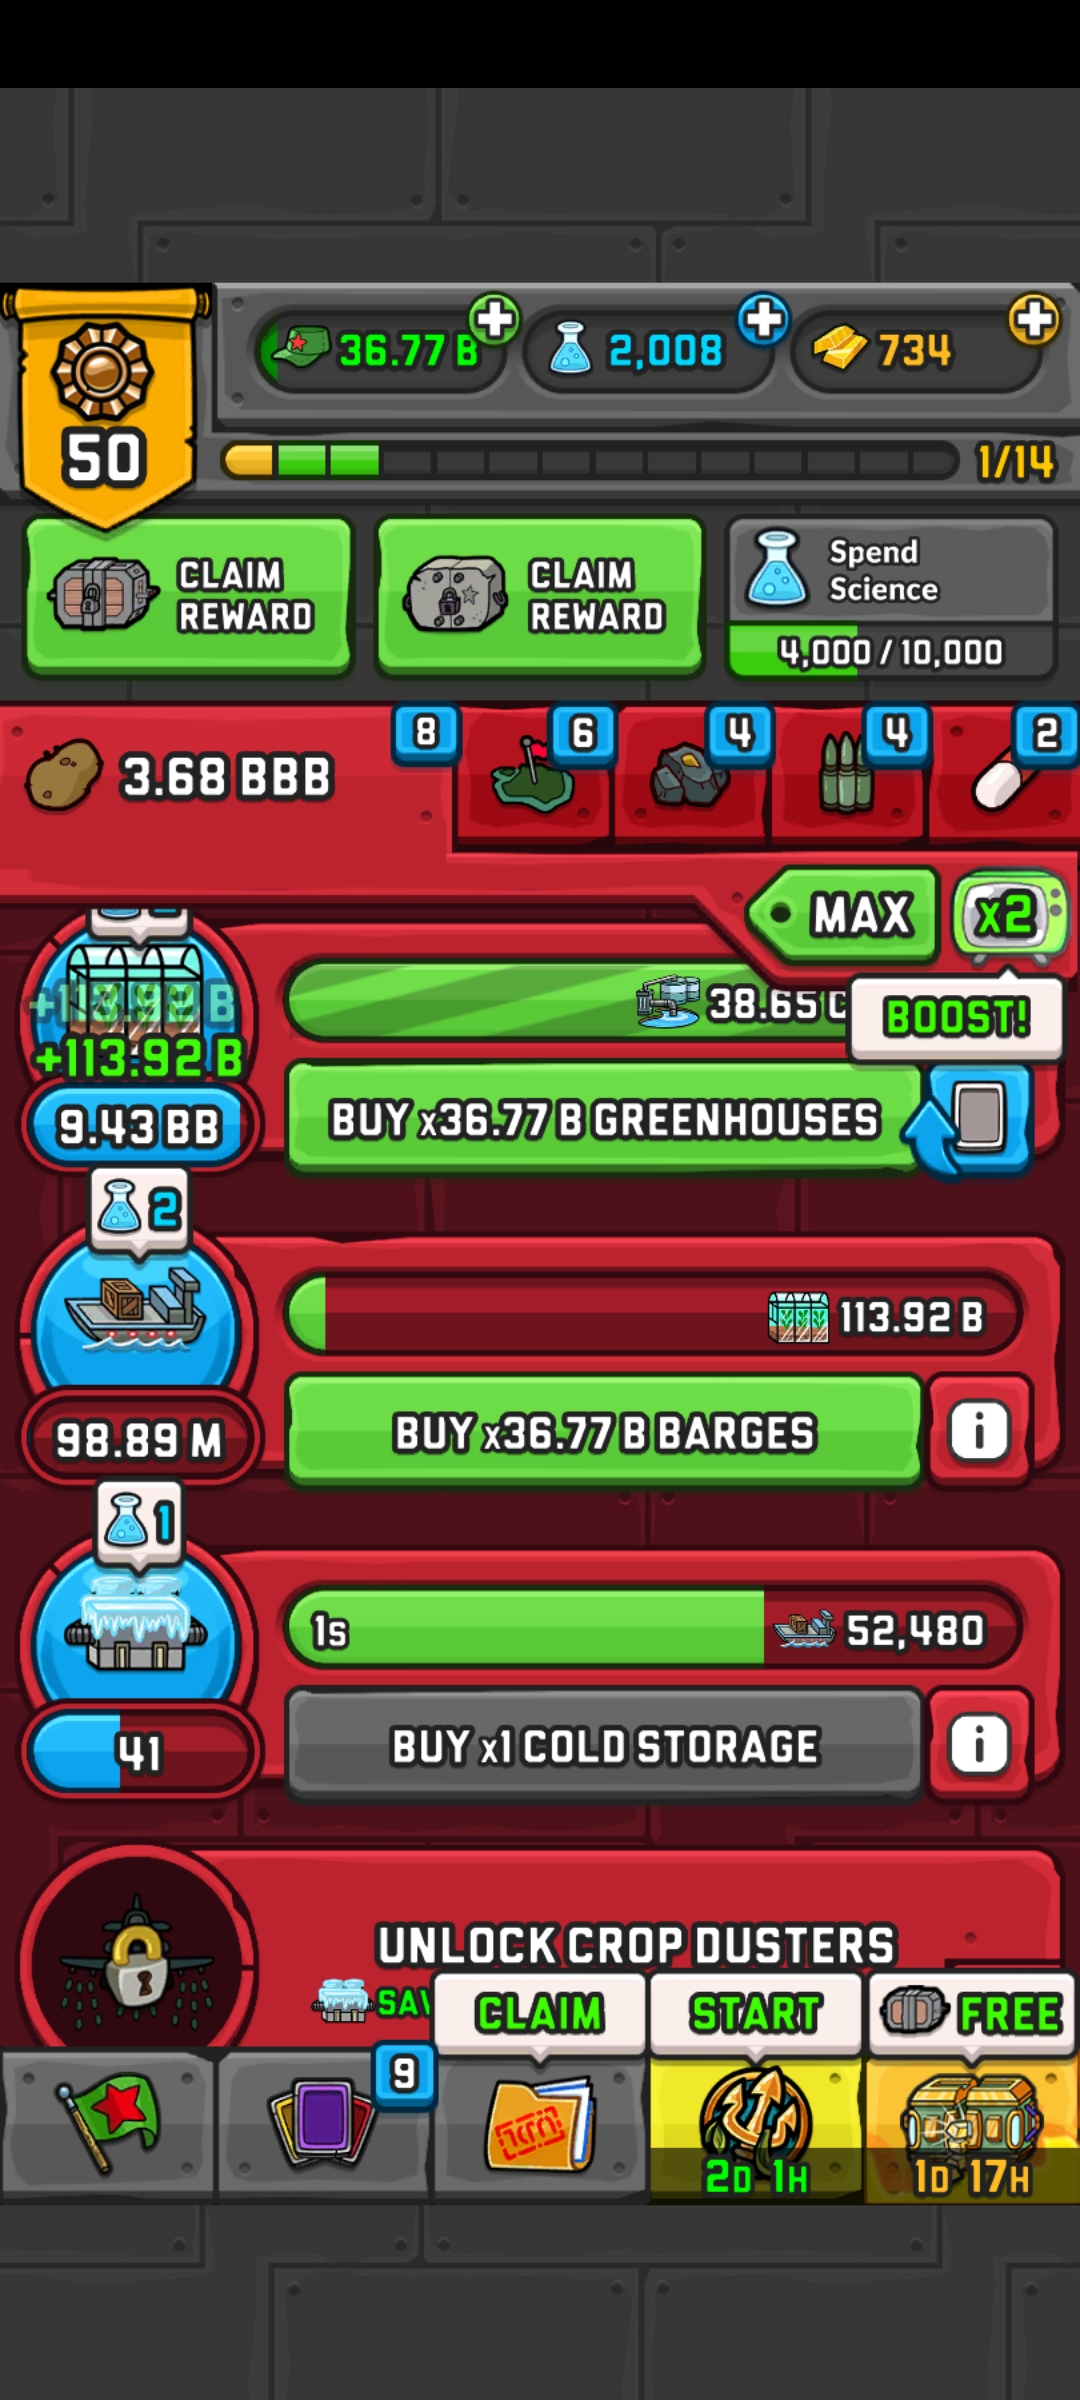 36.77 B
2,008
734
50
1/14
CLAIM REWARD
CLAIM REWARD
Spend Science
4,000 / 10,000
3.68 BBB
8
6
4
4
2
MAX
x2
BOOST!
+113.92 B
+113.92 B
38.65
9.43 BB
BUY x36.77 B GREENHOUSES
2
113.92 B
98.89 M
BUY x36.77 B BARGES
i
1
1s
52,480
41
BUY x1 COLD STORAGE
i
UNLOCK CROP DUSTERS
CLAIM
START
FREE
9
2D 1H
1D 17H